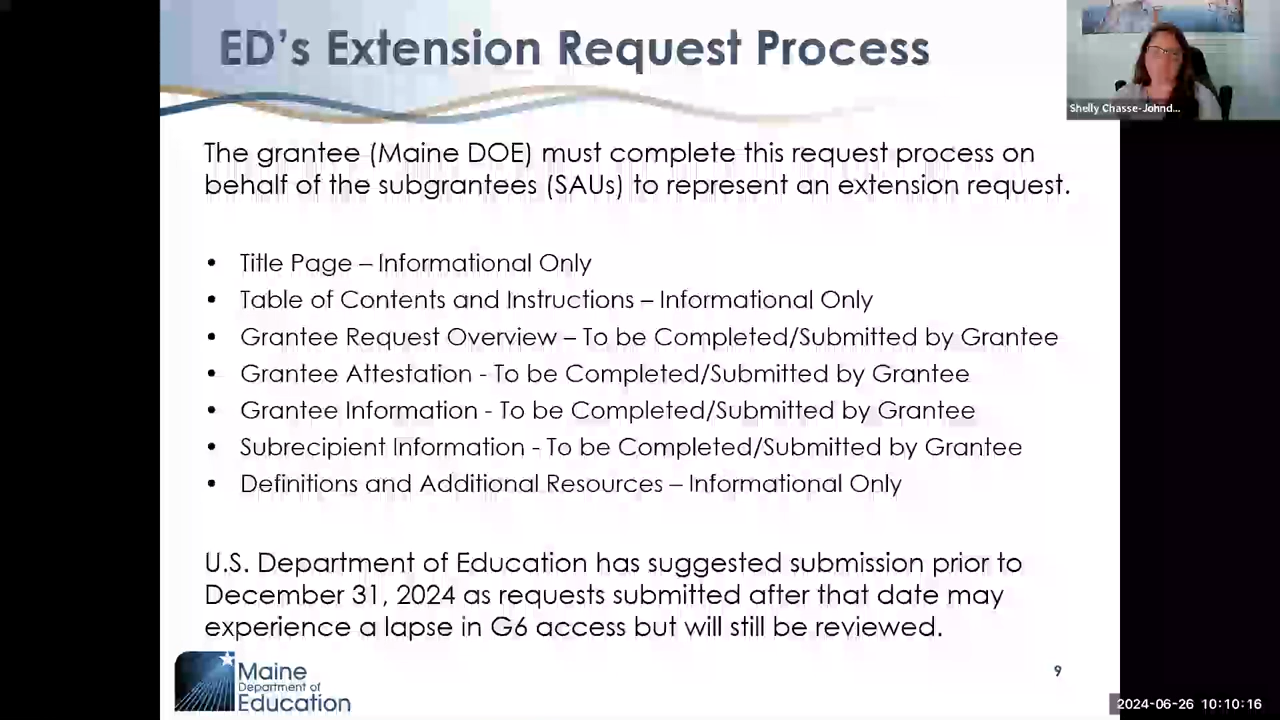 ED's Extension Request Process
Shelly Chasse-Johnd...
The grantee (Maine DOE) must complete this request process on
behalf of the subgrantees (SAUs) to represent an extension request.
• Title Page – Informational Only
• Table of Contents and Instructions – Informational Only
• Grantee Request Overview – To be Completed/Submitted by Grantee
• Grantee Attestation - To be Completed/Submitted by Grantee
• Grantee Information - To be Completed/Submitted by Grantee
• Subrecipient Information - To be Completed/Submitted by Grantee
• Definitions and Additional Resources – Informational Only
U.S. Department of Education has suggested submission prior to
December 31, 2024 as requests submitted after that date may
experience a lapse in G6 access but will still be reviewed.
Maine
Department of
Education
9
2024-06-26 10:10:16